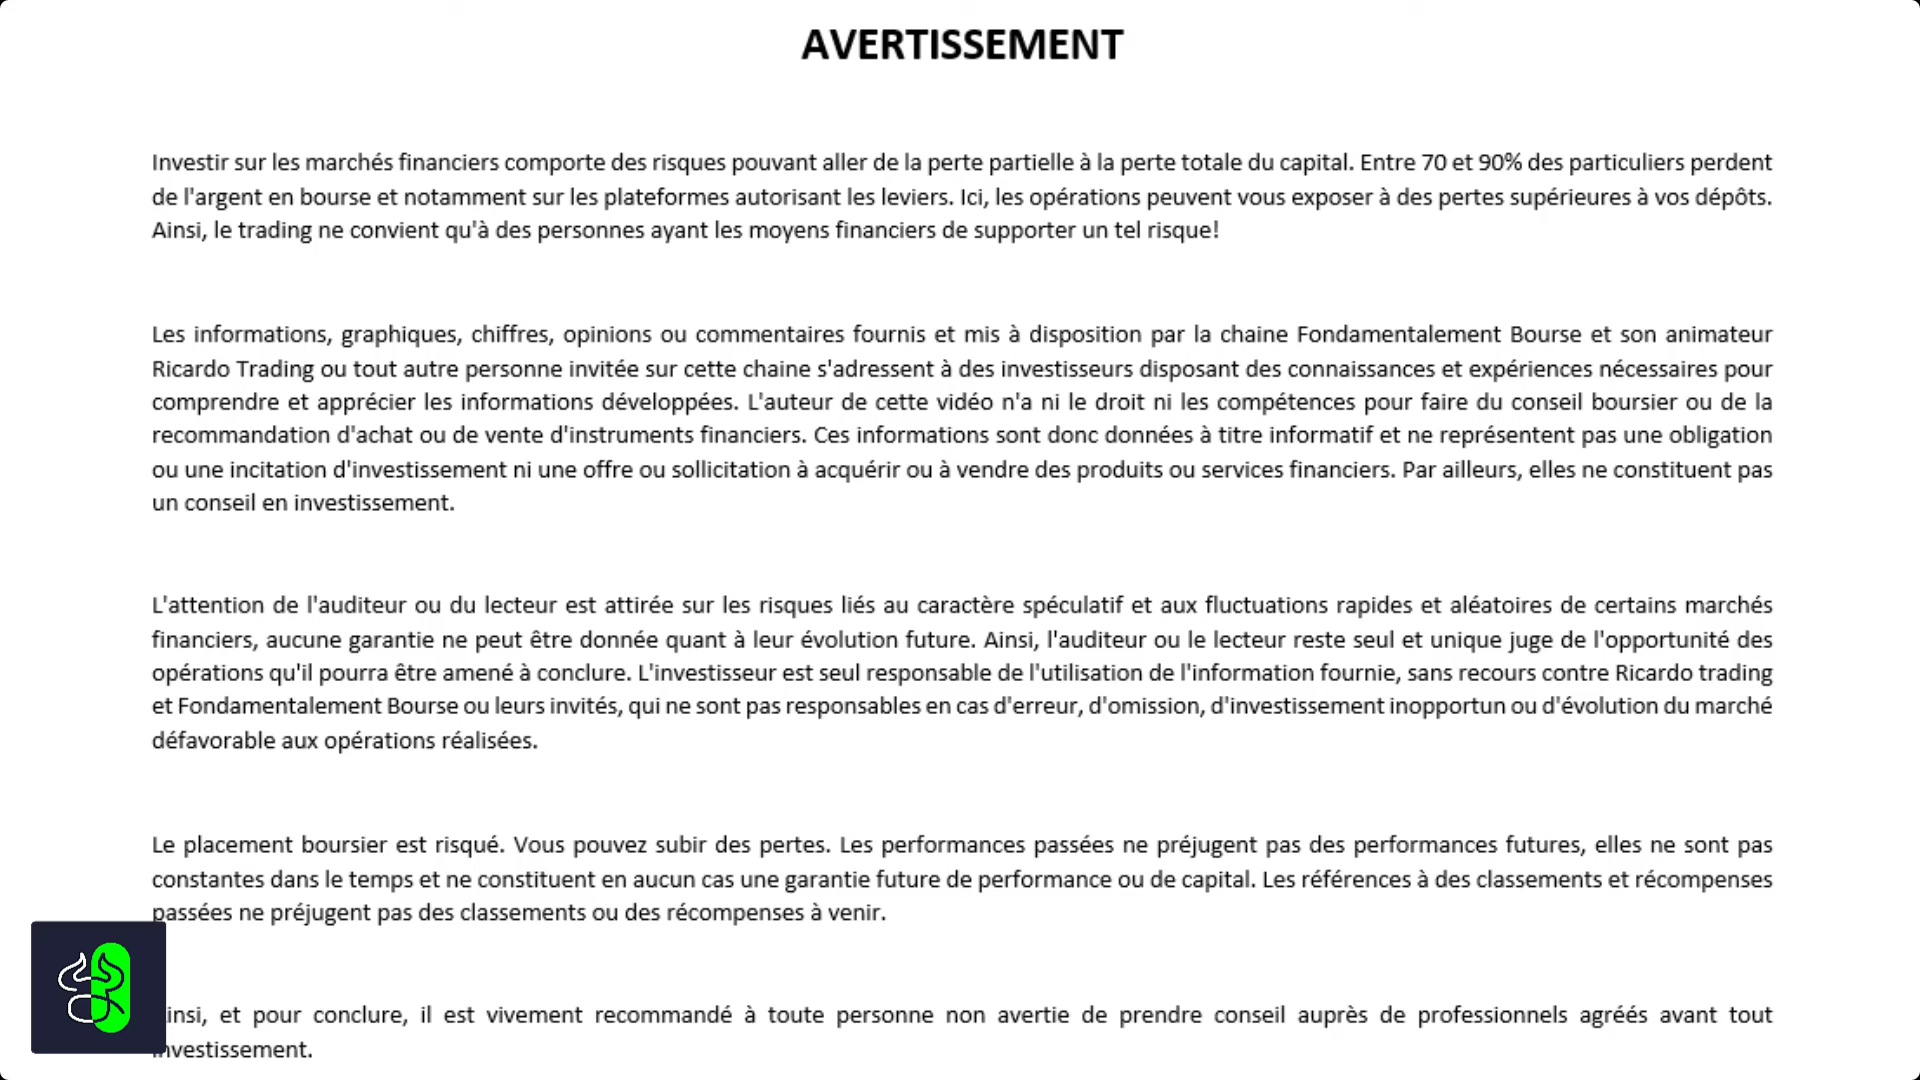 AVERTISSEMENT
Investir sur les marchés financiers comporte des risques pouvant aller de la perte partielle à la perte totale du capital. Entre 70 et 90% des particuliers perdent
de l'argent en bourse et notamment sur les plateformes autorisant les leviers. Ici, les opérations peuvent vous exposer à des pertes supérieures à vos dépôts.
Ainsi, le trading ne convient qu'à des personnes ayant les moyens financiers de supporter un tel risque!
Les informations, graphiques, chiffres, opinions ou commentaires fournis et mis à disposition par la chaine Fondamentalement Bourse et son animateur
Ricardo Trading ou tout autre personne invitée sur cette chaine s'adressent à des investisseurs disposant des connaissances et expériences nécessaires pour
comprendre et apprécier les informations développées. L'auteur de cette vidéo n'a ni le droit ni les compétences pour faire du conseil boursier ou de la
recommandation d'achat ou de vente d'instruments financiers. Ces informations sont donc données à titre informatif et ne représentent pas une obligation
ou une incitation d'investissement ni une offre ou sollicitation à acquérir ou à vendre des produits ou services financiers. Par ailleurs, elles ne constituent pas
un conseil en investissement.
L'attention de l'auditeur ou du lecteur est attirée sur les risques liés au caractère spéculatif et aux fluctuations rapides et aléatoires de certains marchés
financiers, aucune garantie ne peut être donnée quant à leur évolution future. Ainsi, l'auditeur ou le lecteur reste seul et unique juge de l'opportunité des
opérations qu'il pourra être amené à conclure. L'investisseur est seul responsable de l'utilisation de l'information fournie, sans recours contre Ricardo trading
et Fondamentalement Bourse ou leurs invités, qui ne sont pas responsables en cas d'erreur, d'omission, d'investissement inopportun ou d'évolution du marché
défavorable aux opérations réalisées.
Le placement boursier est risqué. Vous pouvez subir des pertes. Les performances passées ne préjugent pas des performances futures, elles ne sont pas
constantes dans le temps et ne constituent en aucun cas une garantie future de performance ou de capital. Les références à des classements et récompenses
passées ne préjugent pas des classements ou des récompenses à venir.
insi, et pour conclure, il est vivement recommandé à toute personne non avertie de prendre conseil auprès de professionnels agréés avant tout
nvestissement.